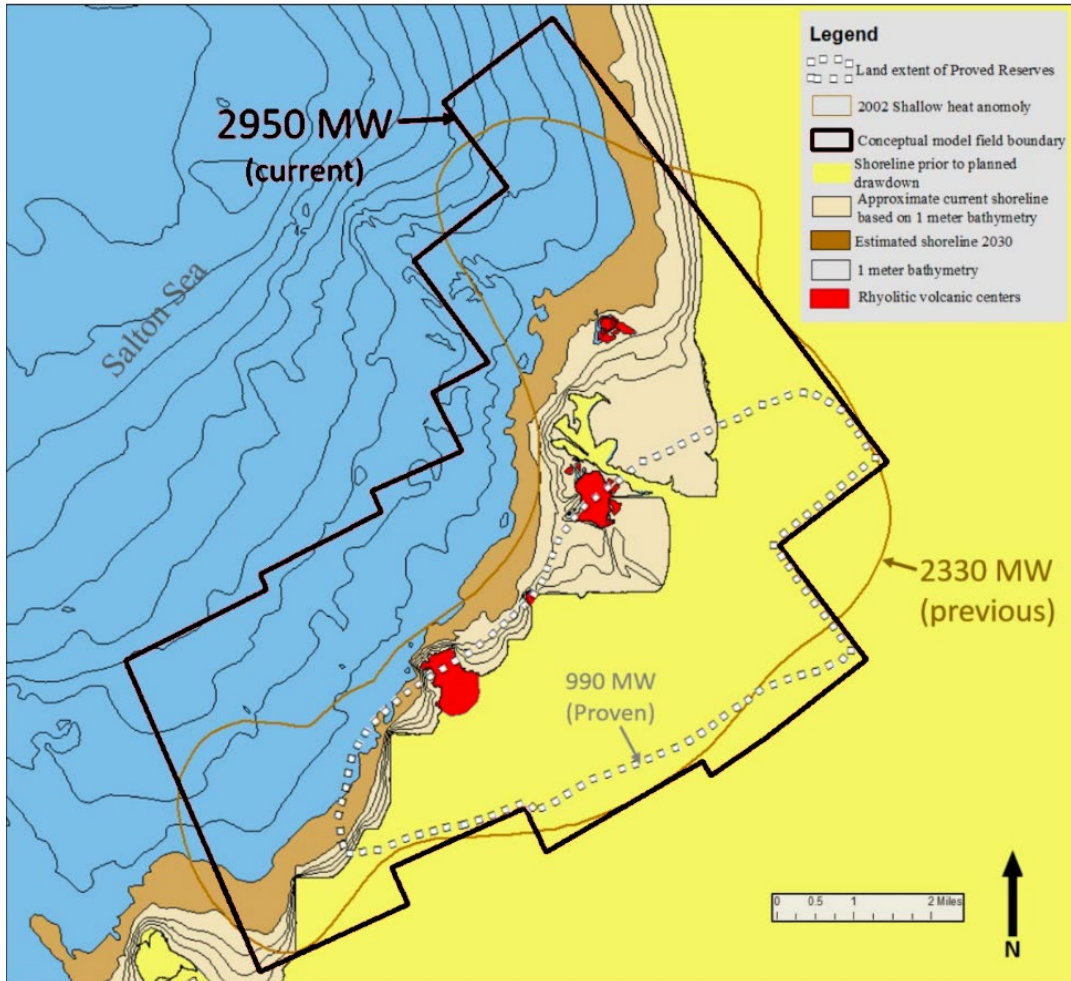 Legend
Land extent of Proved Reserves
2002 Shallow heat anomoly
Conceptual model field boundary
Shoreline prior to planned
drawdown
Approximate current shoreline
based on 1 meter bathymetry
Estimated shoreline 2030
1 meter bathymetry
Rhyolitic volcanic centers
2950 MW
(current)
Salton Sea
2330 MW
(previous)
990 MW
(Proven)
0 0.5 1 2 Miles
N